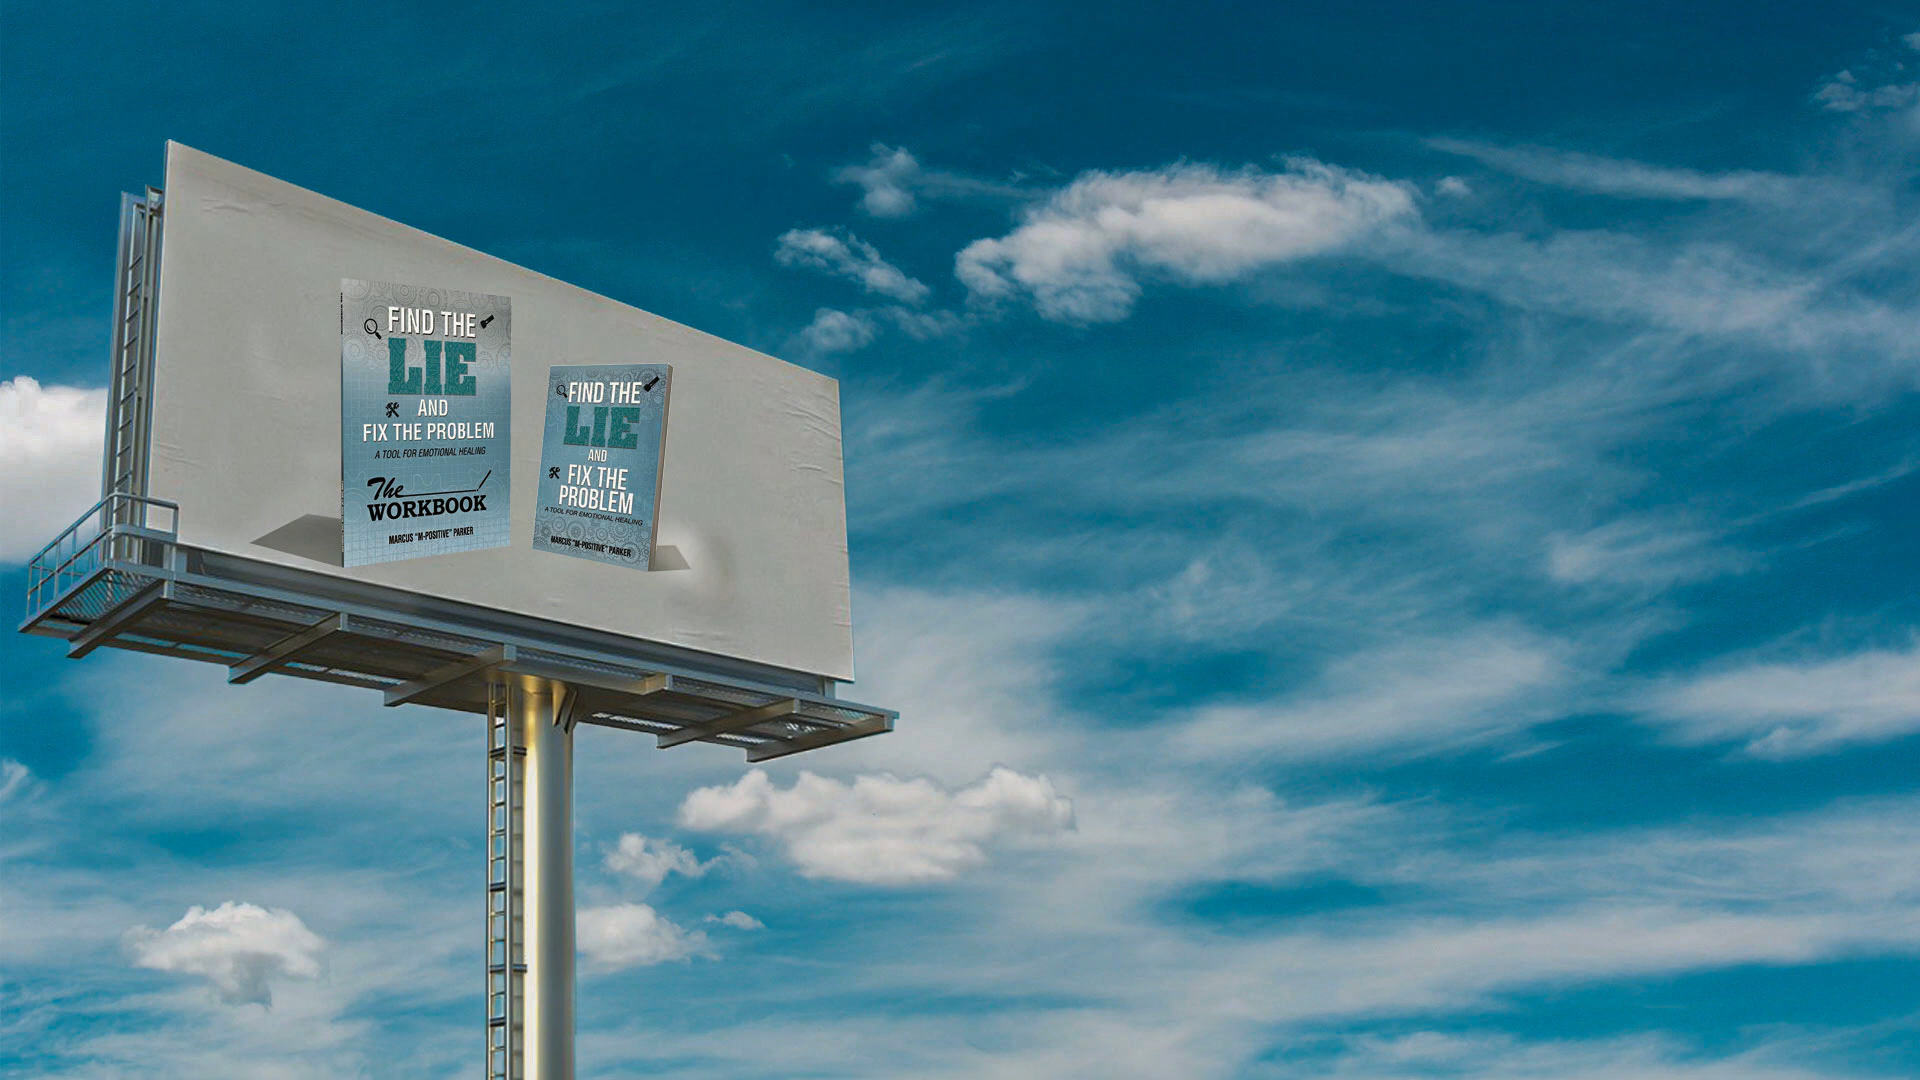 FIND THE
LIE
AND
FIX THE PROBLEM
A TOOL FOR EMOTIONAL HEALING
The
WORKBOOK
MARCUS "M-POSITIVE" PARKER
FIND THE
LIE
AND
FIX THE
PROBLEM
A TOOL FOR EMOTIONAL HEALING
MARCUS "M-POSITIVE" PARKER